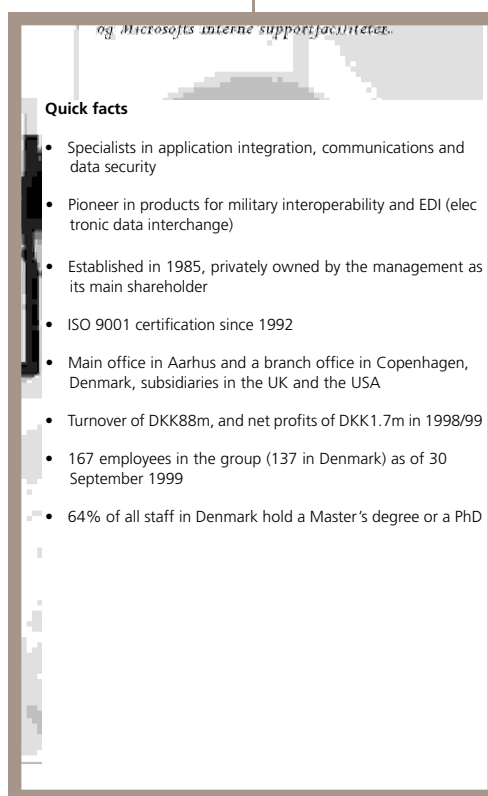 og Microsofts interne supportfaciliteter.
Quick facts
• Specialists in application integration, communications and
data security
• Pioneer in products for military interoperability and EDI (elec
tronic data interchange)
• Established in 1985, privately owned by the management as
its main shareholder
• ISO 9001 certification since 1992
• Main office in Aarhus and a branch office in Copenhagen,
Denmark, subsidiaries in the UK and the USA
• Turnover of DKK88m, and net profits of DKK1.7m in 1998/99
• 167 employees in the group (137 in Denmark) as of 30
September 1999
• 64% of all staff in Denmark hold a Master's degree or a PhD